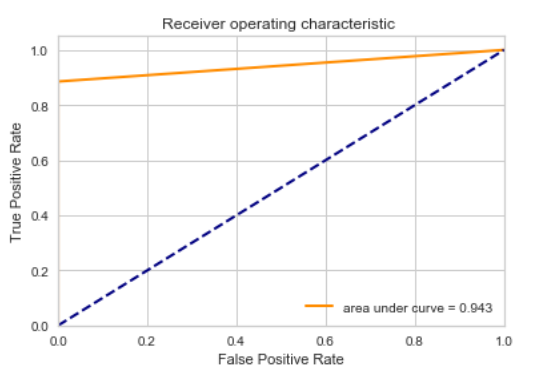 Receiver operating characteristic
1.0
0.8
0.6
0.4
0.2
0.0
True Positive Rate
area under curve = 0.943
0.0 0.2 0.4 0.6 0.8 1.0
False Positive Rate